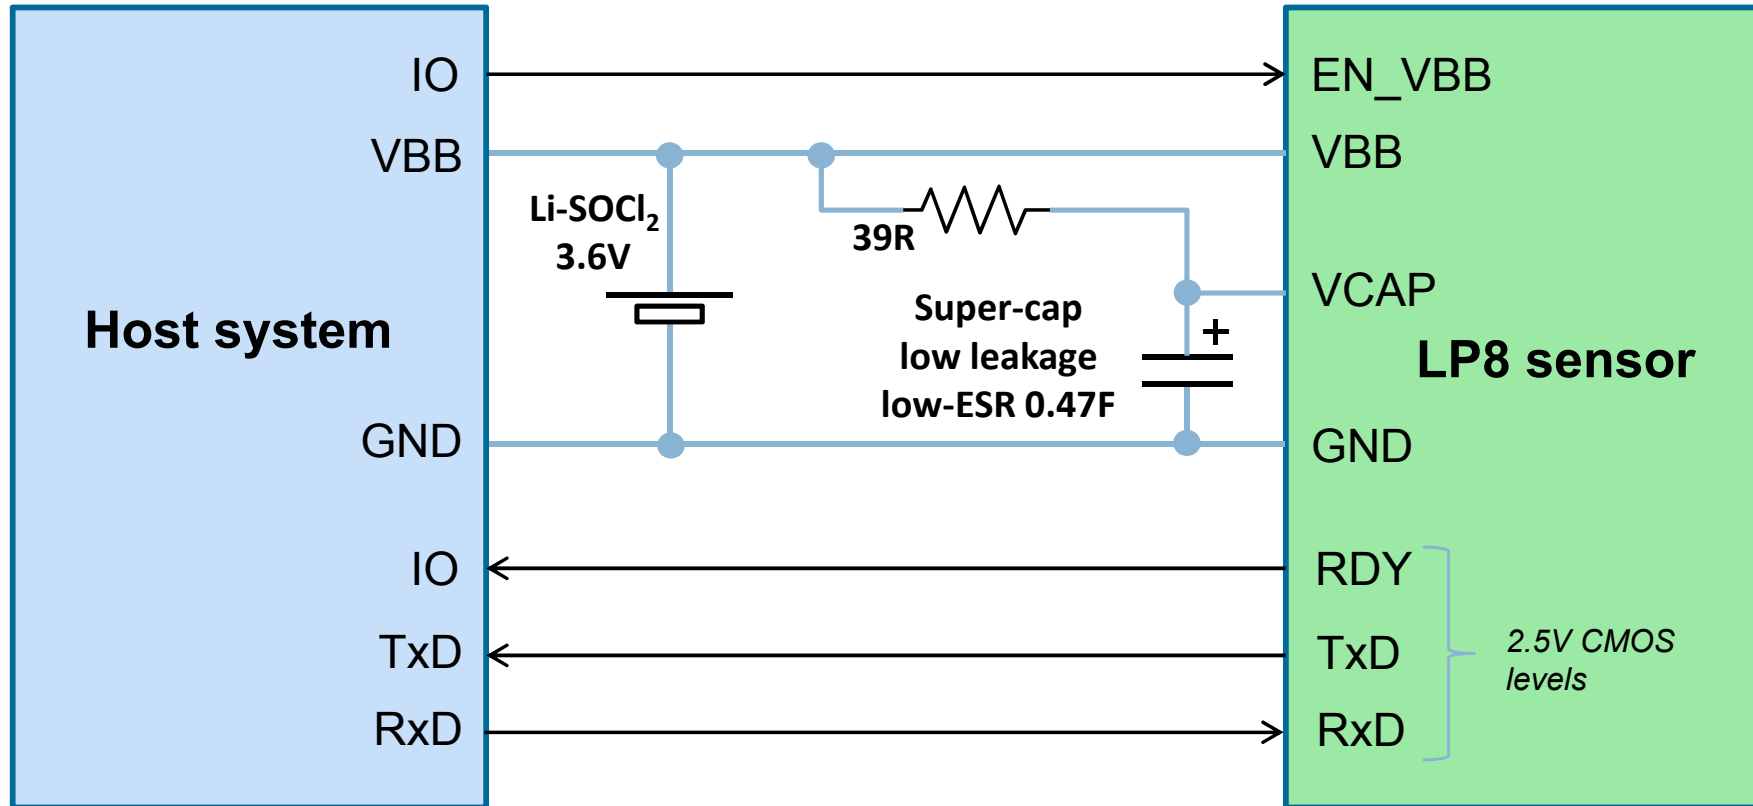 IO
EN_VBB
VBB
VBB
Li-SOCl₂
3.6V
39R
VCAP
Super-cap
low leakage
low-ESR 0.47F
+
Host system
LP8 sensor
GND
GND
IO
RDY
TxD
TxD
2.5V CMOS
levels
RxD
RxD